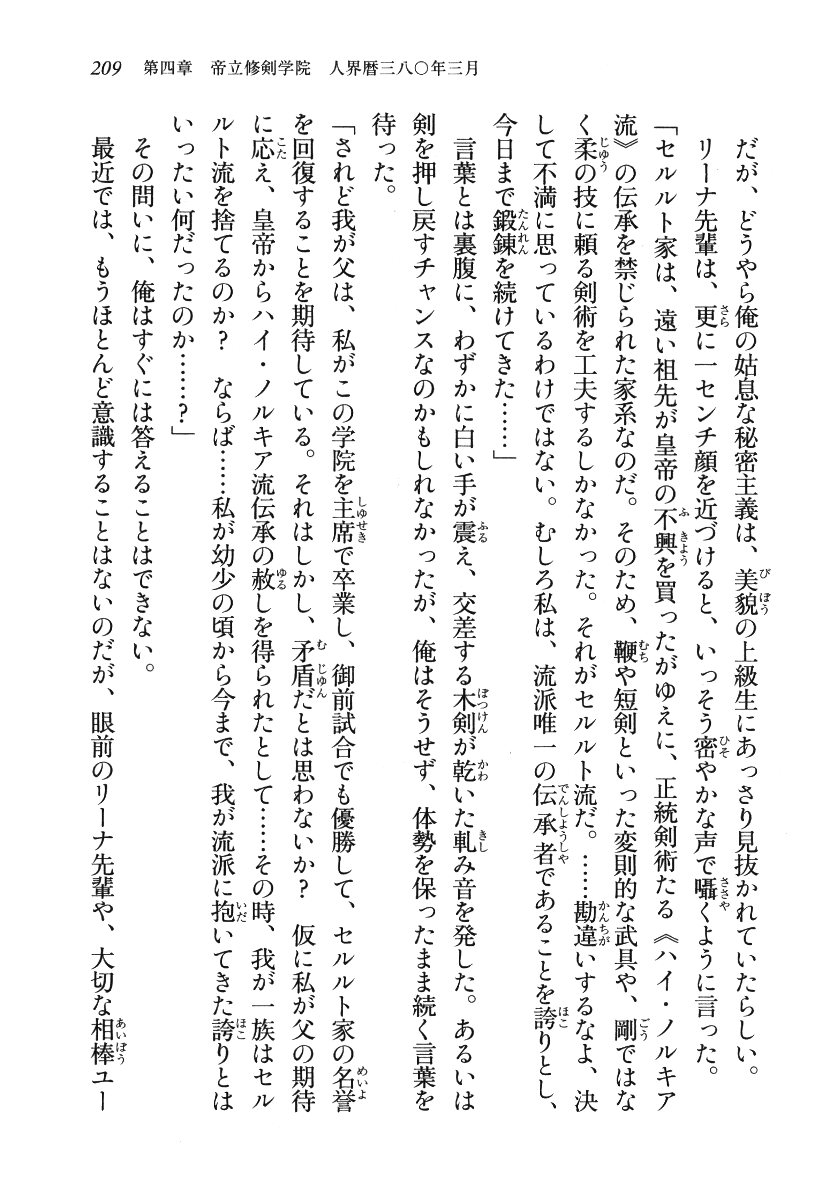 209 第四章 帝立修剣学院 人界暦三八〇年三月
だが、どうやら俺の姑息な秘密主義は、美貌の上級生にあっさり見抜かれていたらしい。
リーナ先輩は、更に一センチ顔を近づけると、いっそう密やかな声で囁くように言った。
「セルルト家は、遠い祖先が皇帝の不興を買ったがゆえに、正統剣術たる《ハイ・ノルキア
流》の伝承を禁じられた家系なのだ。そのため、鞭や短剣といった変則的な武具や、剛ではな
く柔の技に頼る剣術を工夫するしかなかった。それがセルルト流だ。……勘違いするなよ、決
して不満に思っているわけではない。むしろ私は、流派唯一の伝承者であることを誇りとし、
今日まで鍛錬を続けてきた……」
言葉とは裏腹に、わずかに白い手が震え、交差する木剣が乾いた軋み音を発した。あるいは
剣を押し戻すチャンスなのかもしれなかったが、俺はそうせず、体勢を保ったまま続く言葉を
待った。
「されど我が父は、私がこの学院を主席で卒業し、御前試合でも優勝して、セルルト家の名誉
を回復することを期待している。それはしかし、矛盾だとは思わないか？ 仮に私が父の期待
に応え、皇帝からハイ・ノルキア流伝承の赦しを得られたとして……その時、我が一族はセル
ルト流を捨てるのか？ ならば……私が幼少の頃から今まで、我が流派に抱いてきた誇りとは
いったい何だったのか……？」
その問いに、俺はすぐには答えることはできない。
最近では、もうほとんど意識することはないのだが、眼前のリーナ先輩や、大切な相棒ユー